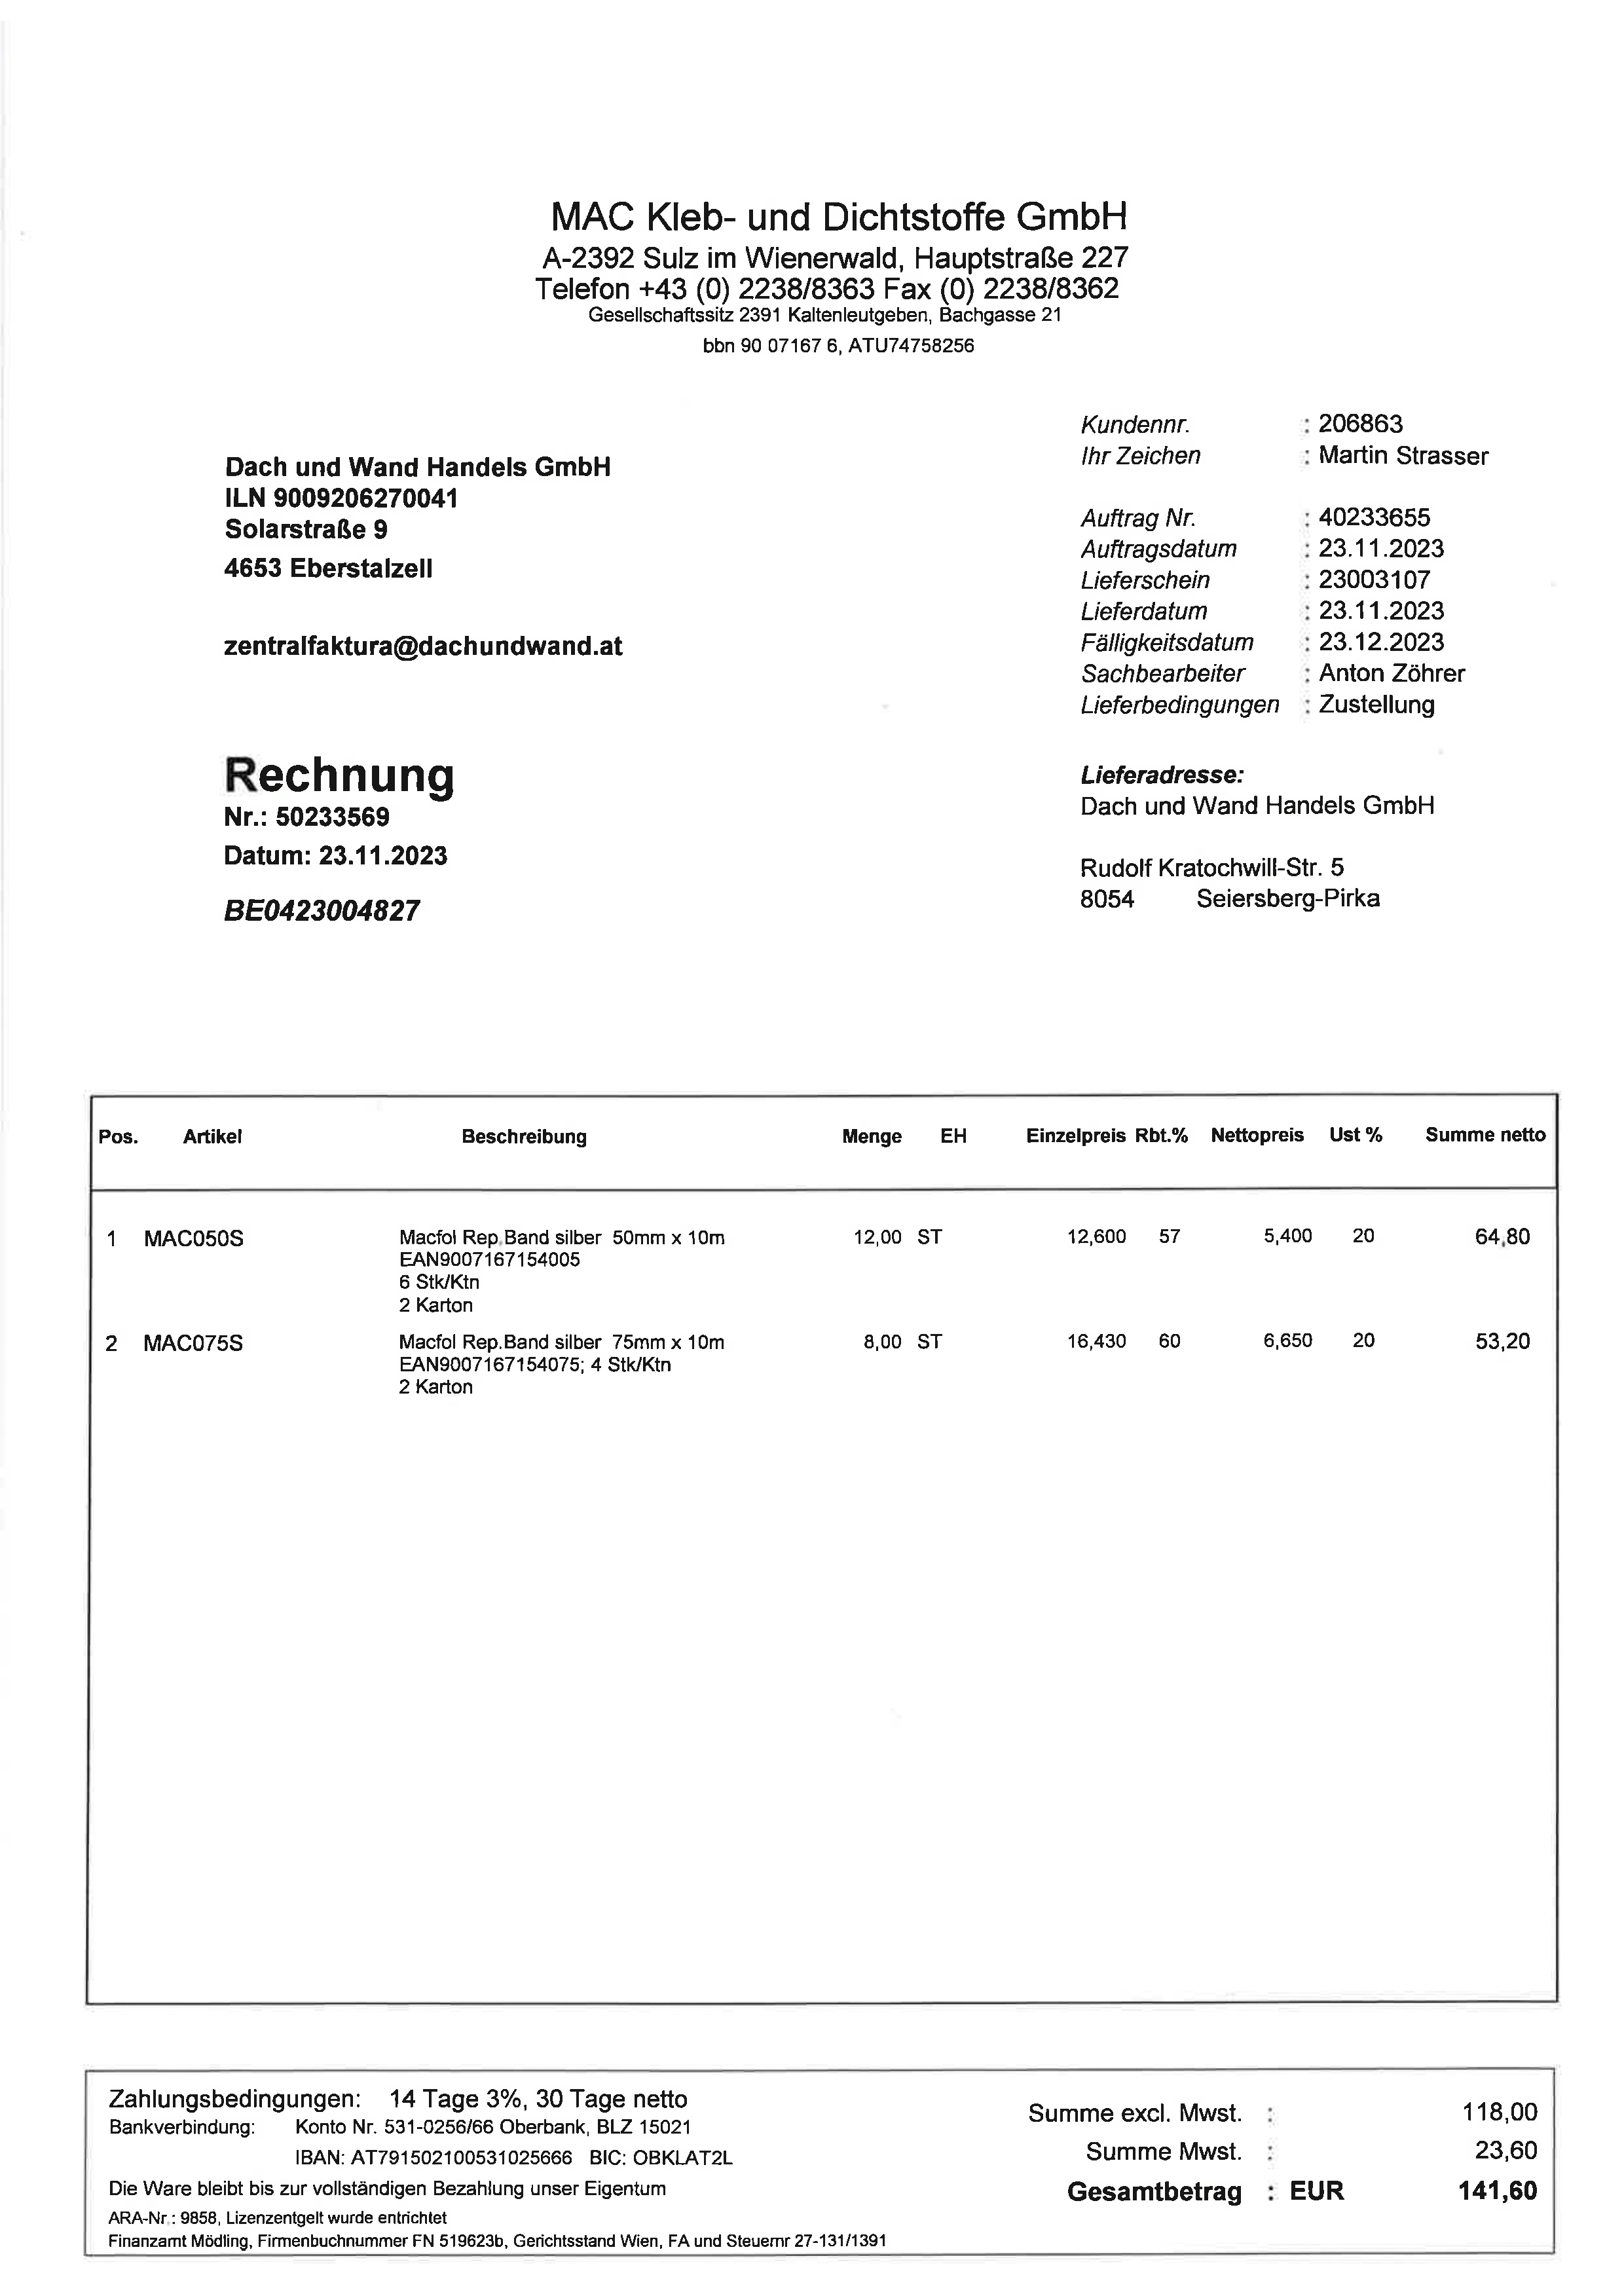 MAC Kleb- und Dichtstoffe GmbH
A-2392 Sulz im Wienerwald, Hauptstraße 227
Telefon +43 (0) 2238/8363 Fax (0) 2238/8362
Gesellschaftssitz 2391 Kaltenleutgeben, Bachgasse 21
bbn 90 07167 6, ATU74758256
Dach und Wand Handels GmbH
ILN 9009206270041
Solarstraße 9
4653 Eberstalzell
zentralfaktura@dachundwand.at
Kundennr. : 206863
Ihr Zeichen : Martin Strasser
Auftrag Nr. : 40233655
Auftragsdatum : 23.11.2023
Lieferschein : 23003107
Lieferdatum : 23.11.2023
Fälligkeitsdatum : 23.12.2023
Sachbearbeiter : Anton Zöhrer
Lieferbedingungen : Zustellung
Rechnung
Nr.: 50233569
Datum: 23.11.2023
BE0423004827
Lieferadresse:
Dach und Wand Handels GmbH
Rudolf Kratochwill-Str. 5
8054 Seiersberg-Pirka
Pos. Artikel Beschreibung Menge EH Einzelpreis Rbt.% Nettopreis Ust % Summe netto
1 MAC050S Macfol Rep.Band silber 50mm x 10m 12,00 ST 12,600 57 5,400 20 64,80
EAN9007167154005
6 Stk/Ktn
2 Karton
2 MAC075S Macfol Rep.Band silber 75mm x 10m 8,00 ST 16,430 60 6,650 20 53,20
EAN9007167154075; 4 Stk/Ktn
2 Karton
Zahlungsbedingungen: 14 Tage 3%, 30 Tage netto
Bankverbindung: Konto Nr. 531-0256/66 Oberbank, BLZ 15021
IBAN: AT791502100531025666 BIC: OBKLAT2L
Die Ware bleibt bis zur vollständigen Bezahlung unser Eigentum
ARA-Nr.: 9858, Lizenzentgelt wurde entrichtet
Finanzamt Mödling, Firmenbuchnummer FN 519623b, Gerichtsstand Wien, FA und Steuernr 27-131/1391
Summe excl. Mwst. : 118,00
Summe Mwst. : 23,60
Gesamtbetrag : EUR 141,60